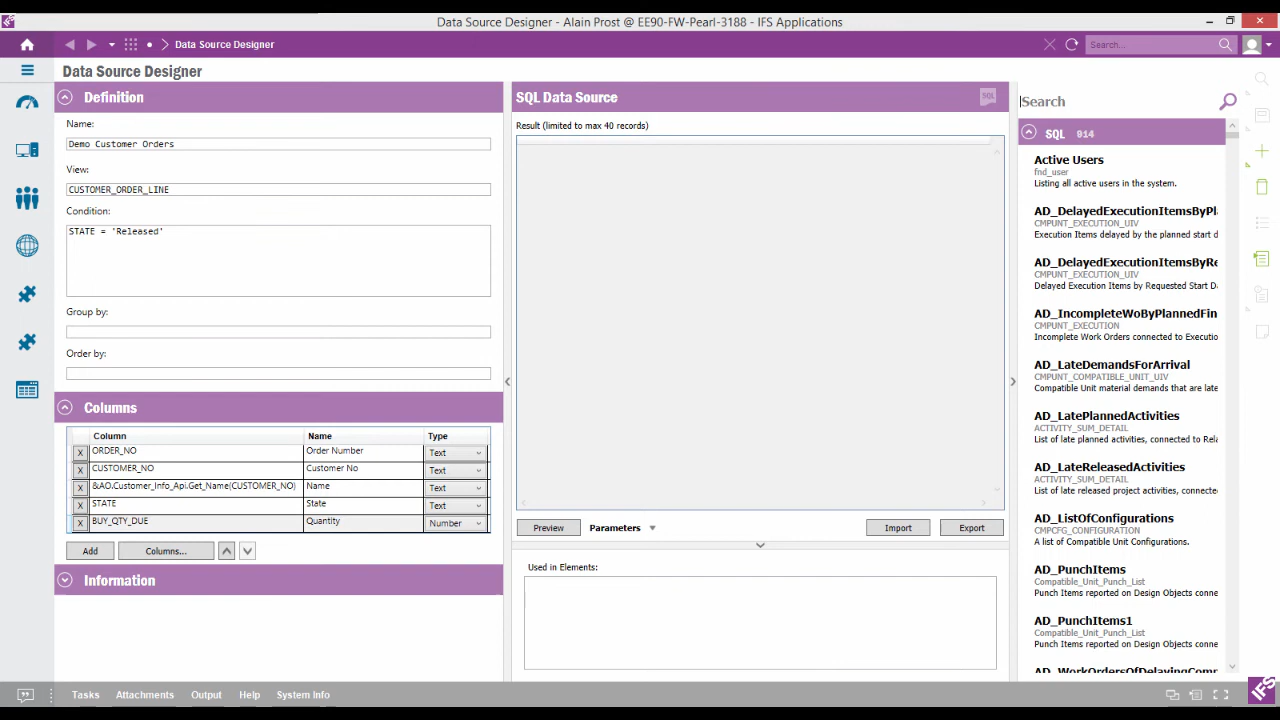 Data Source Designer - Alain Prost @ EE90-FW-Pearl-3188 - IFS Applications
Data Source Designer
Search...
Data Source Designer
Definition
Name:
Demo Customer Orders
View:
CUSTOMER_ORDER_LINE
Condition:
STATE = 'Released'
Group by:
Order by:
Columns
Column Name Type
X ORDER_NO Order Number Text
X CUSTOMER_NO Customer No Text
X &AO.Customer_Info_Api.Get_Name(CUSTOMER_NO) Name Text
X STATE State Text
X BUY_QTY_DUE Quantity Number
Add Columns...
Information
SQL Data Source
SQL
Result (limited to max 40 records)
Preview Parameters Import Export
Used in Elements:
Search
SQL 914
Active Users
fnd_user
Listing all active users in the system.
AD_DelayedExecutionItemsByPl
CMPUNT_EXECUTION_UIV
Execution Items delayed by the planned start d
AD_DelayedExecutionItemsByRe
CMPUNT_EXECUTION_UIV
Delayed Execution Items by Requested Start D
AD_IncompleteWoByPlannedFin
CMPUNT_EXECUTION
Incomplete Work Orders connected to Executio
AD_LateDemandsForArrival
CMPUNT_COMPATIBLE_UNIT_UIV
Compatible Unit material demands that are late
AD_LatePlannedActivities
ACTIVITY_SUM_DETAIL
List of late planned activities, connected to Rela
AD_LateReleasedActivities
ACTIVITY_SUM_DETAIL
List of late released project activities, connecte
AD_ListOfConfigurations
CMPCFG_CONFIGURATION
A list of Compatible Unit Configurations.
AD_PunchItems
Compatible_Unit_Punch_List
Punch Items reported on Design Objects conne
AD_PunchItems1
Compatible_Unit_Punch_List
Punch Items reported on Design Objects conne
AD_WorkOrdersOfDelayingComp
Tasks Attachments Output Help System Info
IFS